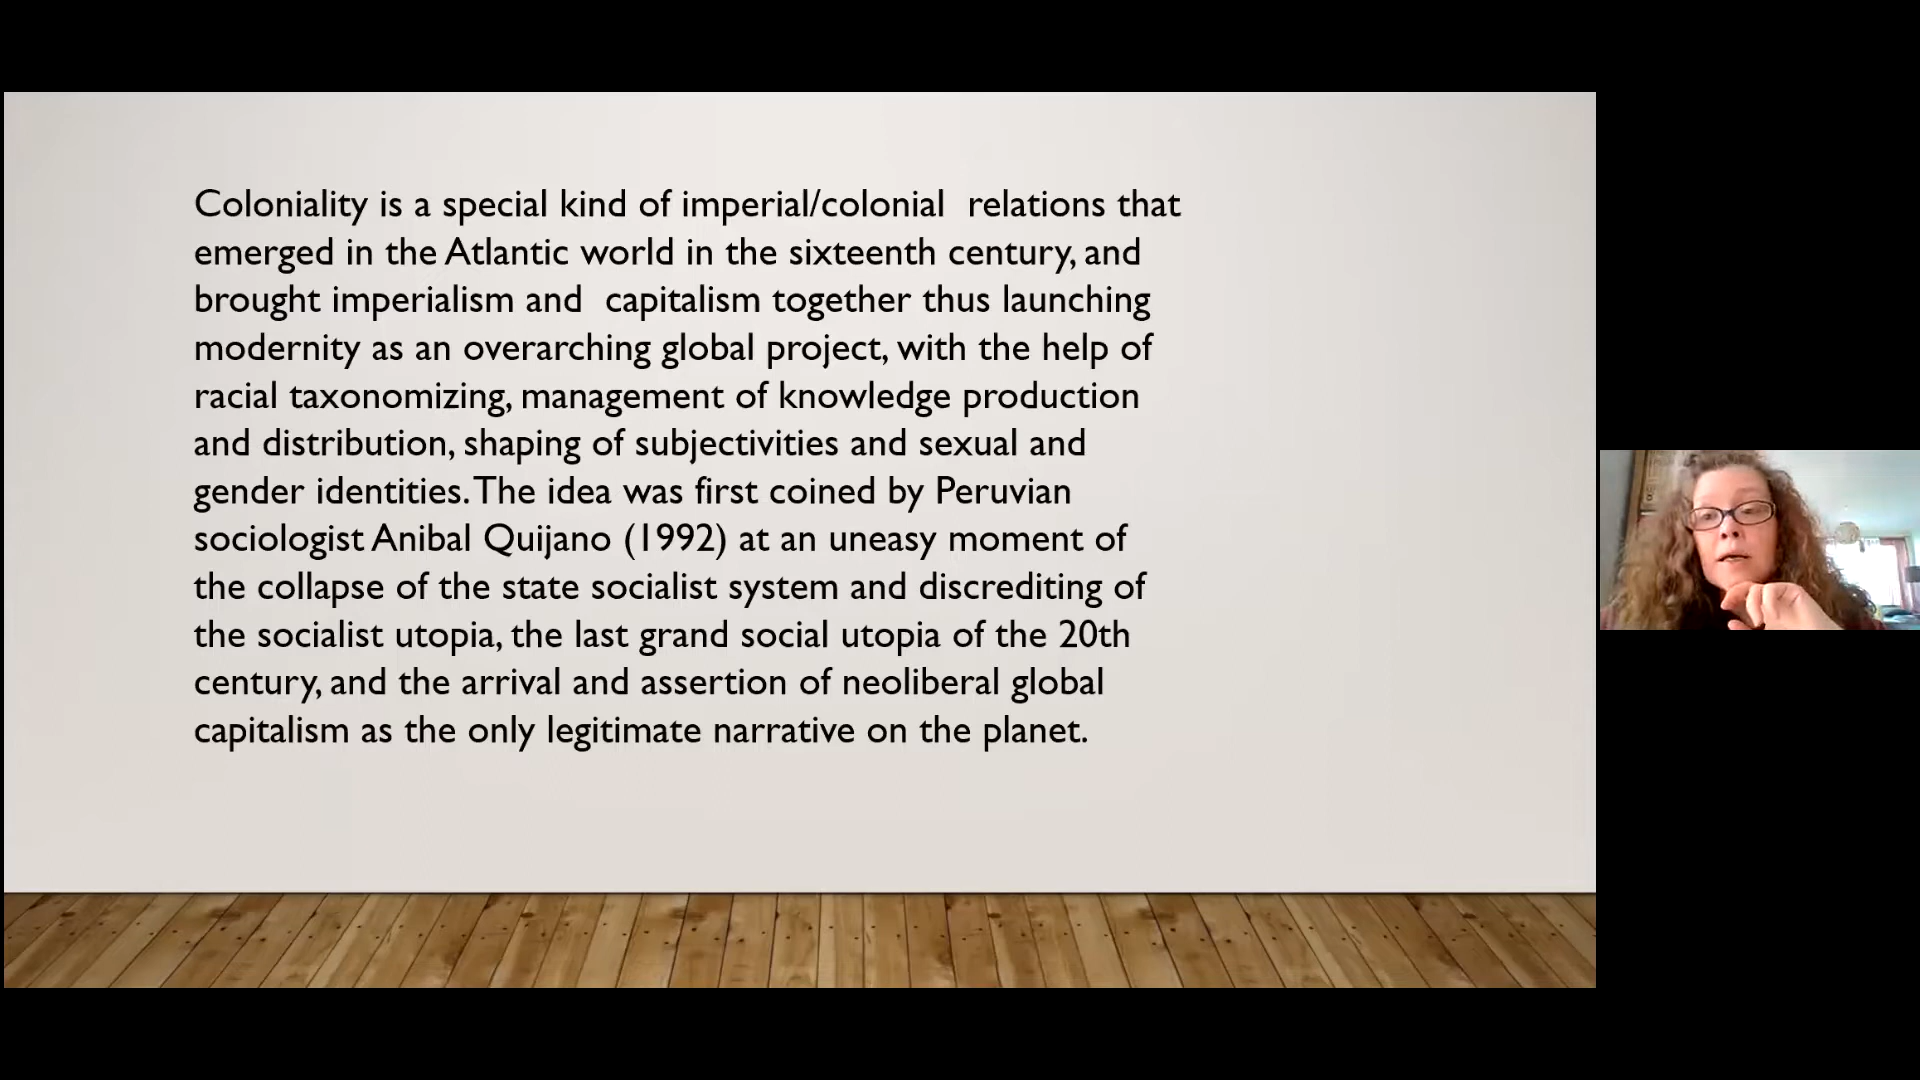 Coloniality is a special kind of imperial/colonial  relations that
emerged in the Atlantic world in the sixteenth century, and
brought imperialism and  capitalism together thus launching
modernity as an overarching global project, with the help of
racial taxonomizing, management of knowledge production
and distribution, shaping of subjectivities and sexual and
gender identities. The idea was first coined by Peruvian
sociologist Anibal Quijano (1992) at an uneasy moment of
the collapse of the state socialist system and discrediting of
the socialist utopia, the last grand social utopia of the 20th
century, and the arrival and assertion of neoliberal global
capitalism as the only legitimate narrative on the planet.